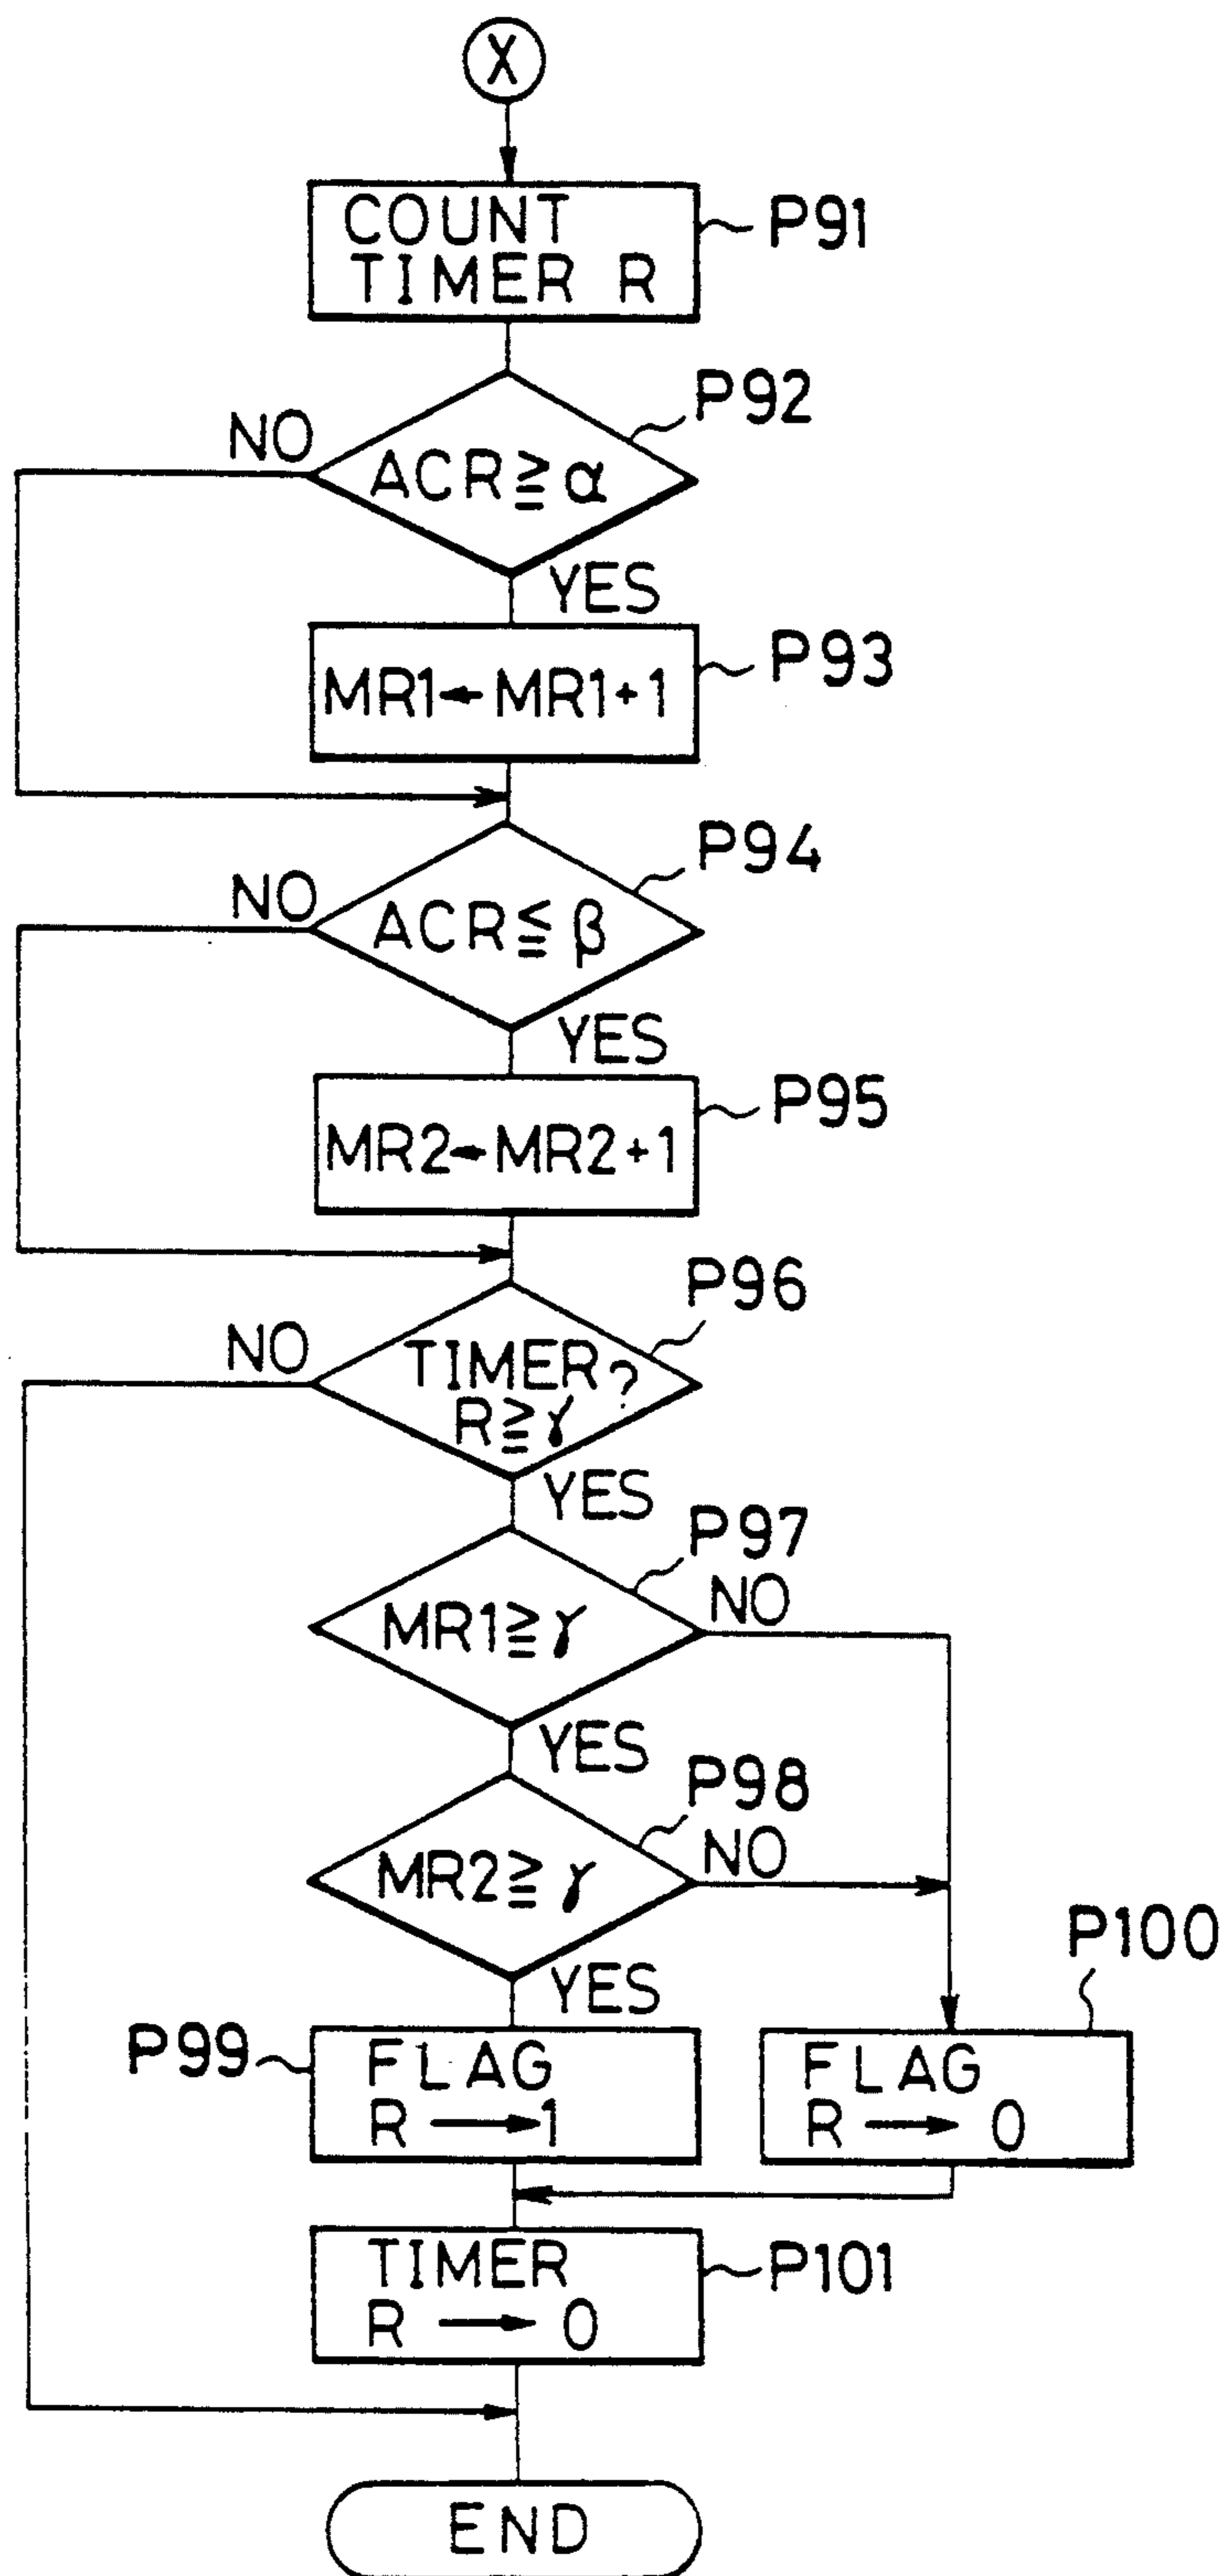 X
COUNT
TIMER R
P91
P92
NO
ACR≧α
YES
P93
MR1←MR1+1
P94
NO
ACR≦β
YES
P95
MR2←MR2+1
P96
NO
TIMER?
R≧γ
YES
P97
NO
MR1≧γ
YES
P98
NO
MR2≧γ
YES
P99
FLAG
R→1
P100
FLAG
R→0
P101
TIMER
R→0
END